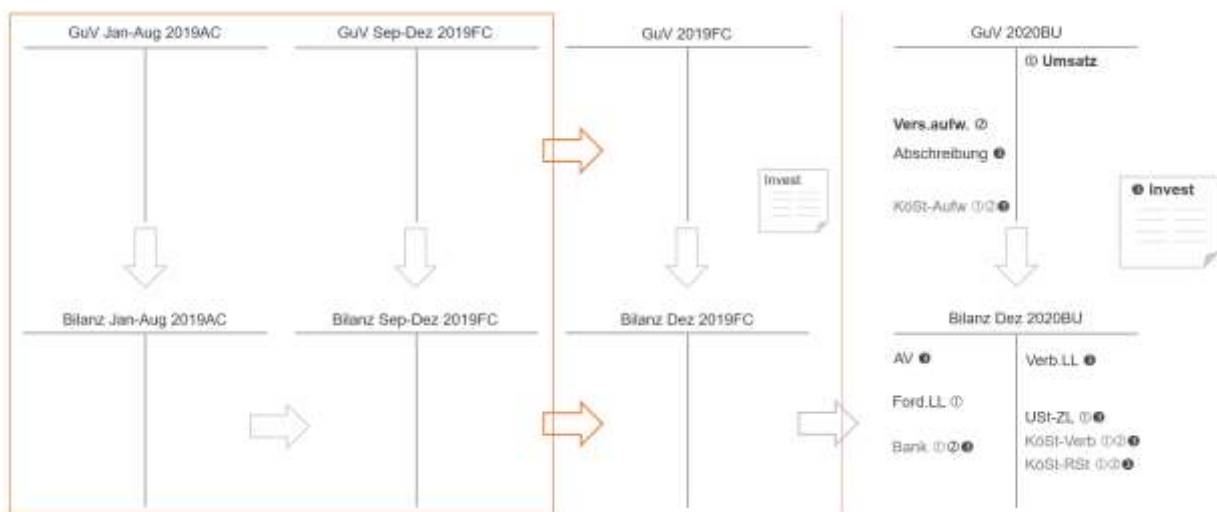 GuV Jan-Aug 2019AC
GuV Sep-Dez 2019FC
GuV 2019FC
GuV 2020BU
① Umsatz
Vers.aufw. ②
Abschreibung ❸
Invest
❸ Invest
KöSt-Aufw ①②❸
Bilanz Jan-Aug 2019AC
Bilanz Sep-Dez 2019FC
Bilanz Dez 2019FC
Bilanz Dez 2020BU
AV ❸
Verb.LL ❸
Ford.LL ①
USt-ZL ①❸
Bank ①②❸
KöSt-Verb ①②❸
KöSt-RSt ①②❸